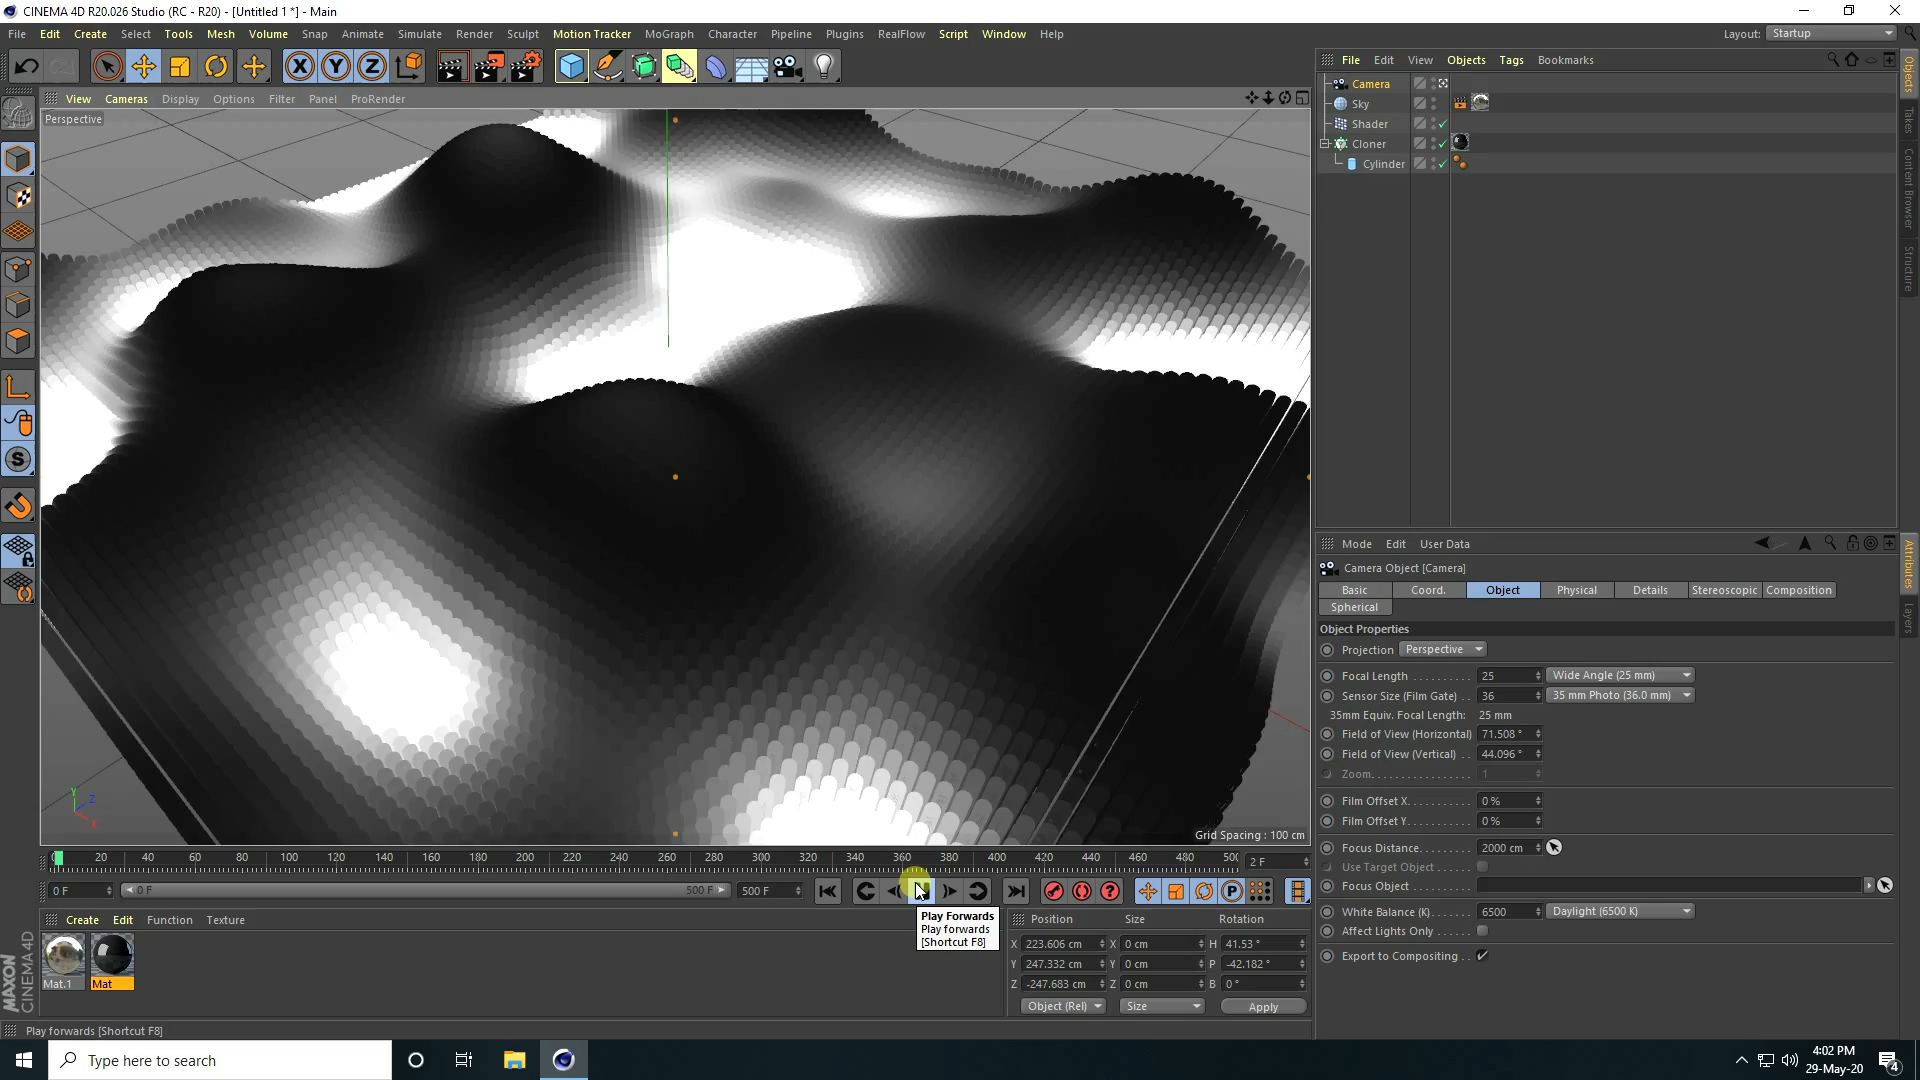 CINEMA 4D R20.026 Studio (RC - R20) - [Untitled 1 *] - Main
File Edit Create Select Tools Mesh Volume Snap Animate Simulate Render Sculpt Motion Tracker MoGraph Character Pipeline Plugins RealFlow Script Window Help
Layout: Startup
File Edit View Objects Tags Bookmarks
View Cameras Display Options Filter Panel ProRender
Perspective
Camera
Sky
Shader
Cloner
Cylinder
Objects
Takes
Content Browser
Structure
Mode Edit User Data
Camera Object [Camera]
Basic Coord. Object Physical Details Stereoscopic Composition
Spherical
Object Properties
Projection Perspective
Focal Length 25 Wide Angle (25 mm)
Sensor Size (Film Gate) 36 35 mm Photo (36.0 mm)
35mm Equiv. Focal Length: 25 mm
Field of View (Horizontal) 71.508 °
Field of View (Vertical) 44.096 °
Zoom 1
Film Offset X 0 %
Film Offset Y 0 %
Focus Distance 2000 cm
Use Target Object
Focus Object
White Balance (K) 6500 Daylight (6500 K)
Affect Lights Only
Export to Compositing
Attributes
Layers
Grid Spacing : 100 cm
Y Z X
0 20 40 60 80 100 120 140 160 180 200 220 240 260 280 300 320 340 360 380 400 420 440 460 480 500 2 F
0 F 0 F 500 F 500 F
Play Forwards
Play forwards
[Shortcut F8]
Create Edit Function Texture
Mat.1 Mat
Position Size Rotation
X 223.606 cm X 0 cm H 41.53 °
Y 247.332 cm Y 0 cm P -42.182 °
Z -247.683 cm Z 0 cm B 0 °
Object (Rel) Size Apply
MAXON
CINEMA 4D
Play forwards [Shortcut F8]
Type here to search
4:02 PM
29-May-20
4